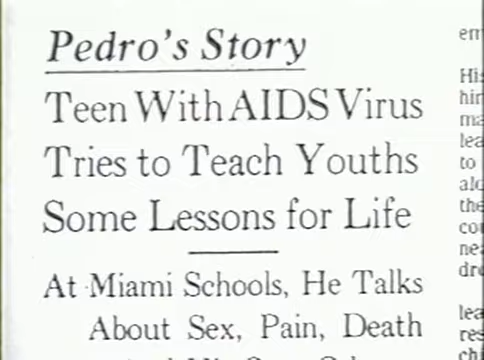 Pedro's Story
Teen With AIDS Virus
Tries to Teach Youths
Some Lessons for Life
At Miami Schools, He Talks
About Sex, Pain, Death